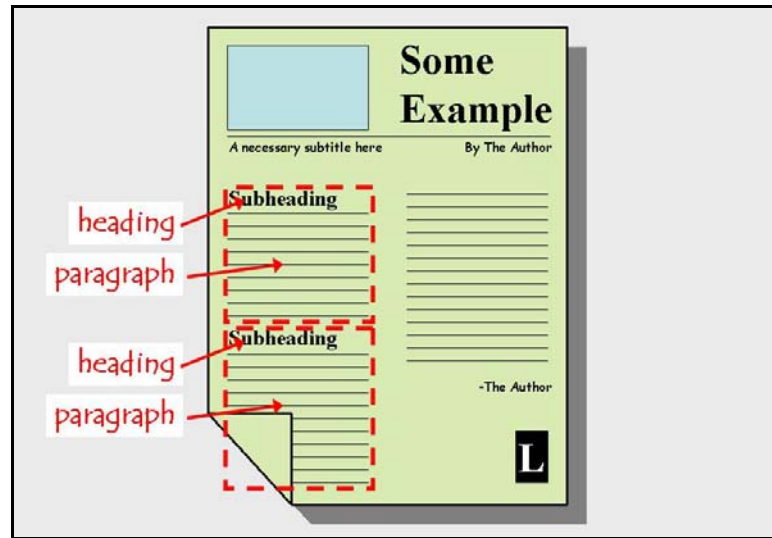 Some
Example
A necessary subtitle here
By The Author
heading
Subheading
paragraph
heading
Subheading
paragraph
-The Author
L